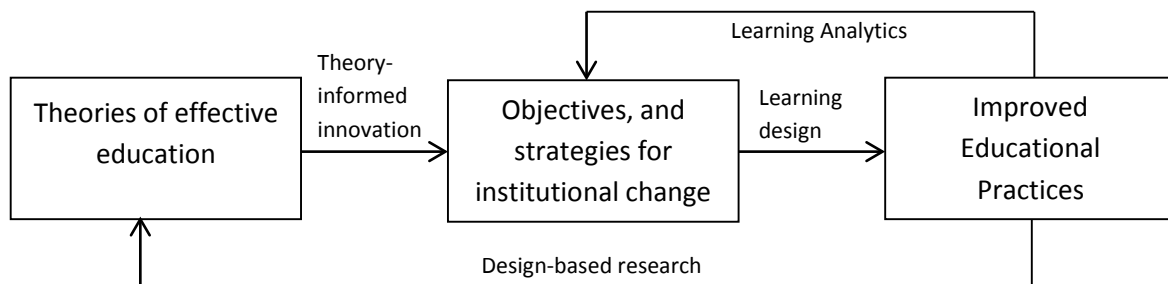 Learning Analytics
Theories of effective
education
Theory-
informed
innovation
Objectives, and
strategies for
institutional change
Learning
design
Improved
Educational
Practices
Design-based research